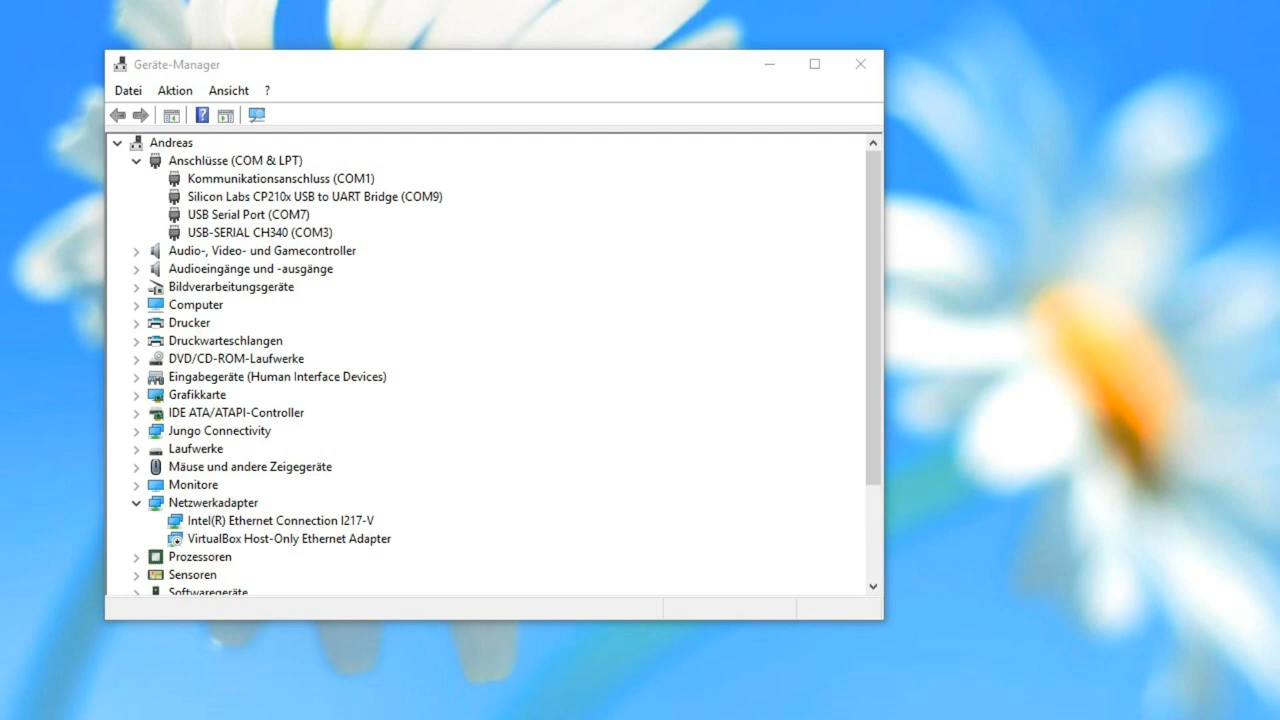 Geräte-Manager
Datei Aktion Ansicht ?
Andreas
Anschlüsse (COM & LPT)
Kommunikationsanschluss (COM1)
Silicon Labs CP210x USB to UART Bridge (COM9)
USB Serial Port (COM7)
USB-SERIAL CH340 (COM3)
Audio-, Video- und Gamecontroller
Audioeingänge und -ausgänge
Bildverarbeitungsgeräte
Computer
Drucker
Druckwarteschlangen
DVD/CD-ROM-Laufwerke
Eingabegeräte (Human Interface Devices)
Grafikkarte
IDE ATA/ATAPI-Controller
Jungo Connectivity
Laufwerke
Mäuse und andere Zeigegeräte
Monitore
Netzwerkadapter
Intel(R) Ethernet Connection I217-V
VirtualBox Host-Only Ethernet Adapter
Prozessoren
Sensoren
Softwaregeräte